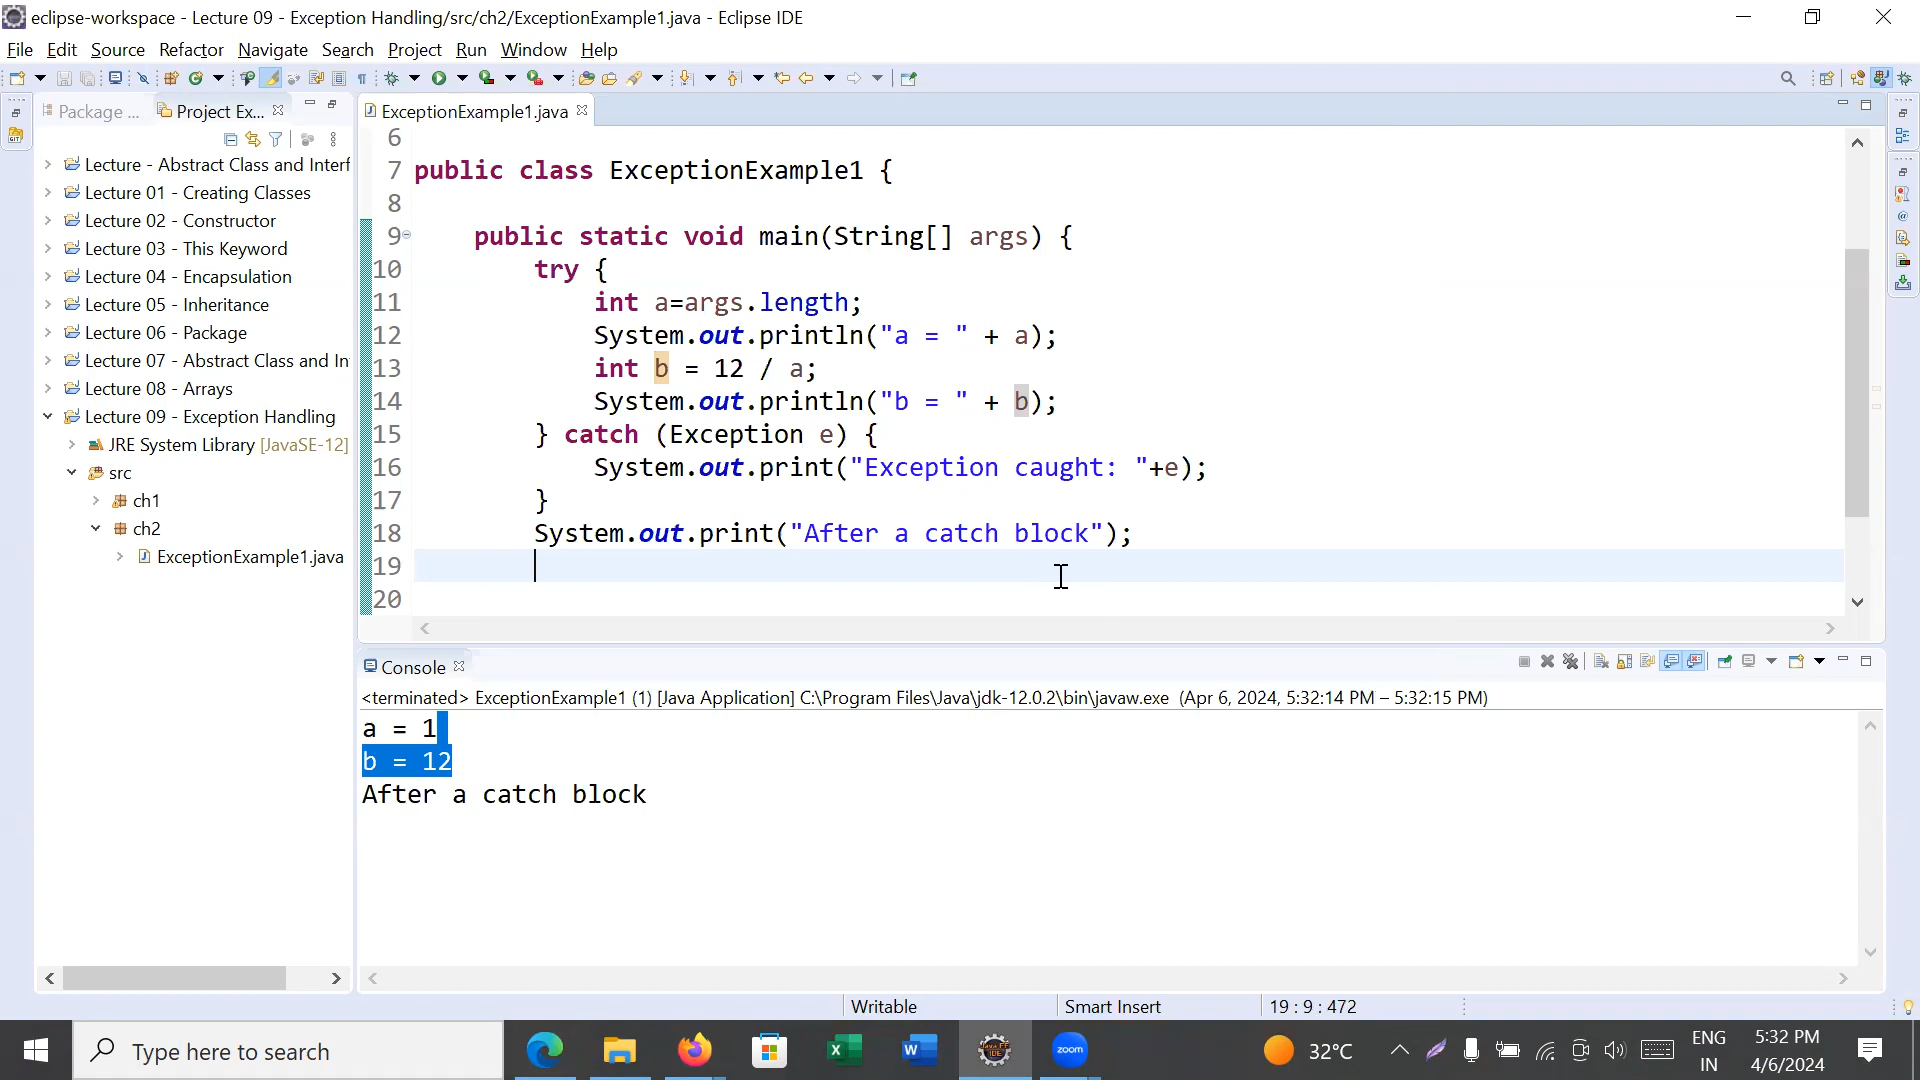 eclipse-workspace - Lecture 09 - Exception Handling/src/ch2/ExceptionExample1.java - Eclipse IDE
File Edit Source Refactor Navigate Search Project Run Window Help
Package ... Project Ex...
ExceptionExample1.java
Lecture - Abstract Class and Interf
Lecture 01 - Creating Classes
Lecture 02 - Constructor
Lecture 03 - This Keyword
Lecture 04 - Encapsulation
Lecture 05 - Inheritance
Lecture 06 - Package
Lecture 07 - Abstract Class and In
Lecture 08 - Arrays
Lecture 09 - Exception Handling
JRE System Library [JavaSE-12]
src
ch1
ch2
ExceptionExample1.java
6
7 public class ExceptionExample1 {
8
9 public static void main(String[] args) {
10 try {
11 int a=args.length;
12 System.out.println("a = " + a);
13 int b = 12 / a;
14 System.out.println("b = " + b);
15 } catch (Exception e) {
16 System.out.print("Exception caught: "+e);
17 }
18 System.out.print("After a catch block");
19
20
Console
<terminated> ExceptionExample1 (1) [Java Application] C:\Program Files\Java\jdk-12.0.2\bin\javaw.exe (Apr 6, 2024, 5:32:14 PM – 5:32:15 PM)
a = 1
b = 12
After a catch block
Writable Smart Insert 19 : 9 : 472
Type here to search
zoom
32°C
ENG
IN
5:32 PM
4/6/2024